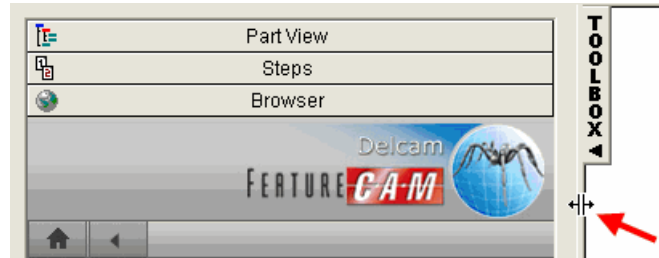 Part View
Steps
Browser
Delcam
FEATURECAM
TOOLBOX